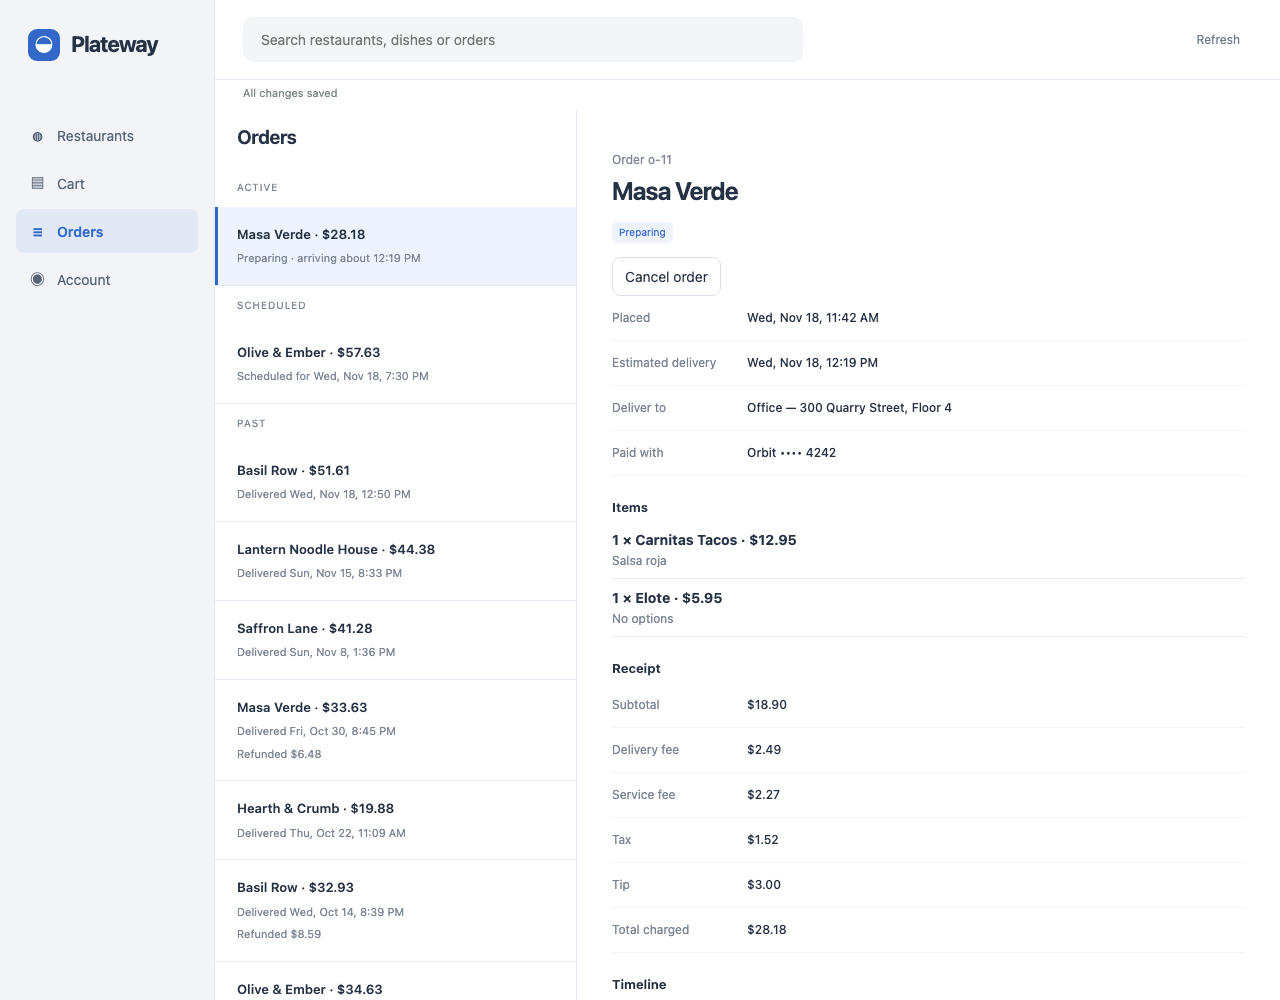 Plateway
Restaurants
Cart
Orders
Account
Search restaurants, dishes or orders
Refresh
All changes saved
Orders
ACTIVE
Masa Verde · $28.18
Preparing · arriving about 12:19 PM
SCHEDULED
Olive & Ember · $57.63
Scheduled for Wed, Nov 18, 7:30 PM
PAST
Basil Row · $51.61
Delivered Wed, Nov 18, 12:50 PM
Lantern Noodle House · $44.38
Delivered Sun, Nov 15, 8:33 PM
Saffron Lane · $41.28
Delivered Sun, Nov 8, 1:36 PM
Masa Verde · $33.63
Delivered Fri, Oct 30, 8:45 PM
Refunded $6.48
Hearth & Crumb · $19.88
Delivered Thu, Oct 22, 11:09 AM
Basil Row · $32.93
Delivered Wed, Oct 14, 8:39 PM
Refunded $8.59
Olive & Ember · $34.63
Order o-11
Masa Verde
Preparing
Cancel order
Placed Wed, Nov 18, 11:42 AM
Estimated delivery Wed, Nov 18, 12:19 PM
Deliver to Office — 300 Quarry Street, Floor 4
Paid with Orbit •••• 4242
Items
1 × Carnitas Tacos · $12.95
Salsa roja
1 × Elote · $5.95
No options
Receipt
Subtotal $18.90
Delivery fee $2.49
Service fee $2.27
Tax $1.52
Tip $3.00
Total charged $28.18
Timeline